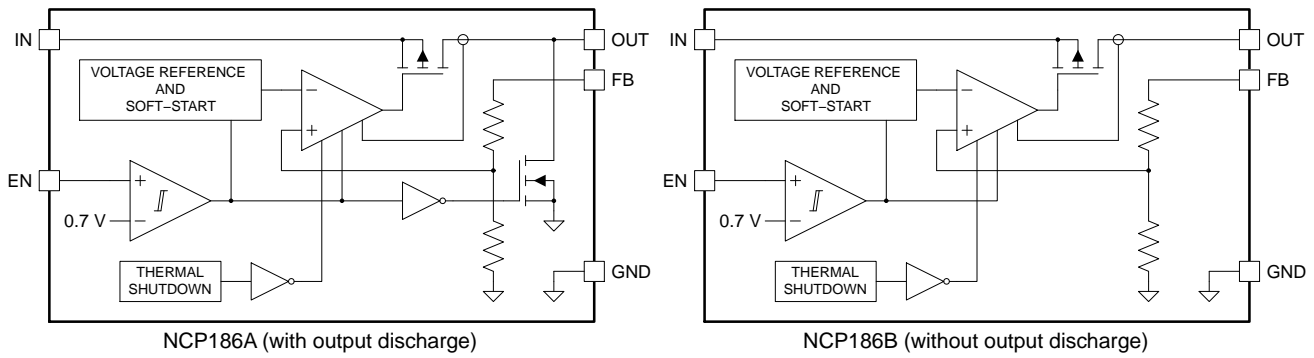 IN
VOLTAGE REFERENCE
AND
SOFT−START
−
+
OUT
FB
EN
+
−
0.7 V
THERMAL
SHUTDOWN
GND
NCP186A (with output discharge)
IN
VOLTAGE REFERENCE
AND
SOFT−START
−
+
OUT
FB
EN
+
−
0.7 V
THERMAL
SHUTDOWN
GND
NCP186B (without output discharge)